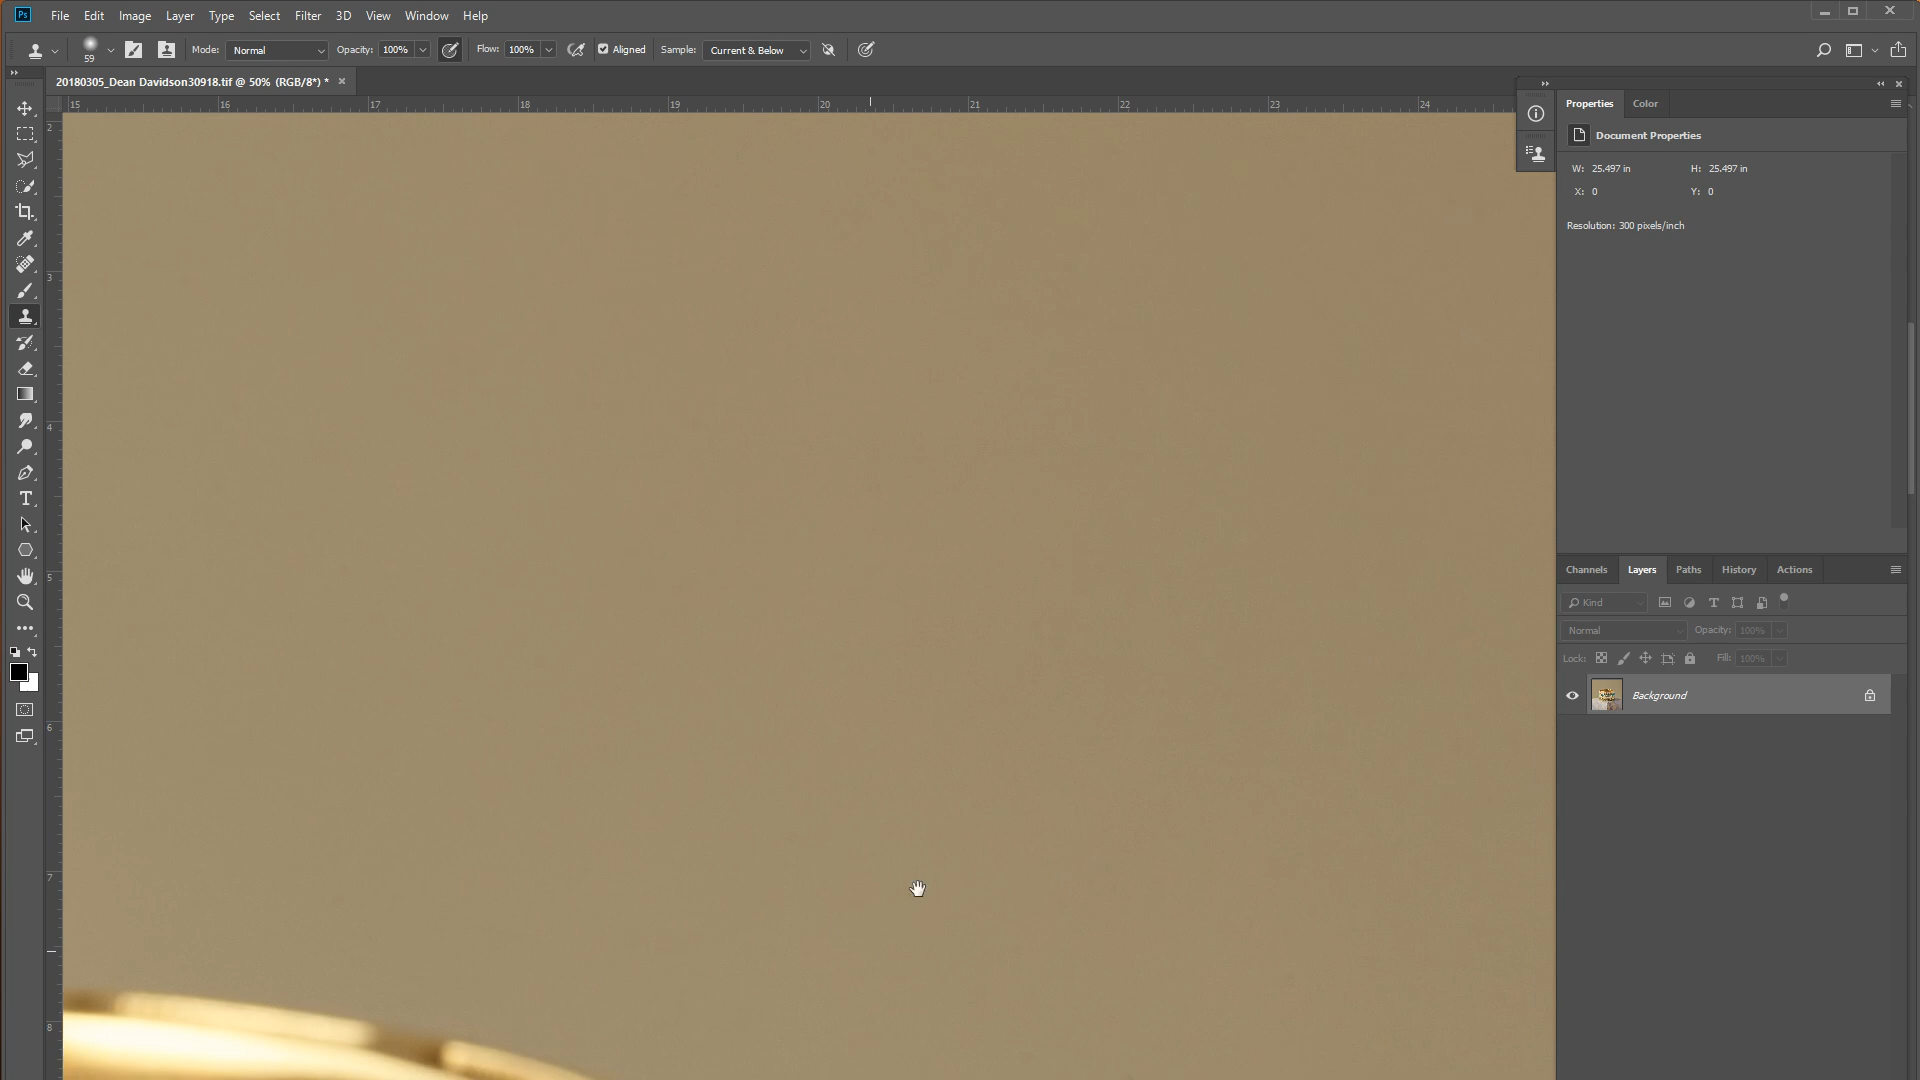 Ps File Edit Image Layer Type Select Filter 3D View Window Help
59 Mode: Normal Opacity: 100% Flow: 100% Aligned Sample: Current & Below
20180305_Dean Davidson30918.tif @ 50% (RGB/8*) *
15 16 17 18 19 20 21 22 23 24
2
3
4
5
6
7
8
Properties Color
Document Properties
W: 25.497 in H: 25.497 in
X: 0 Y: 0
Resolution: 300 pixels/inch
Channels Layers Paths History Actions
Kind
Normal Opacity: 100%
Lock: Fill: 100%
Background